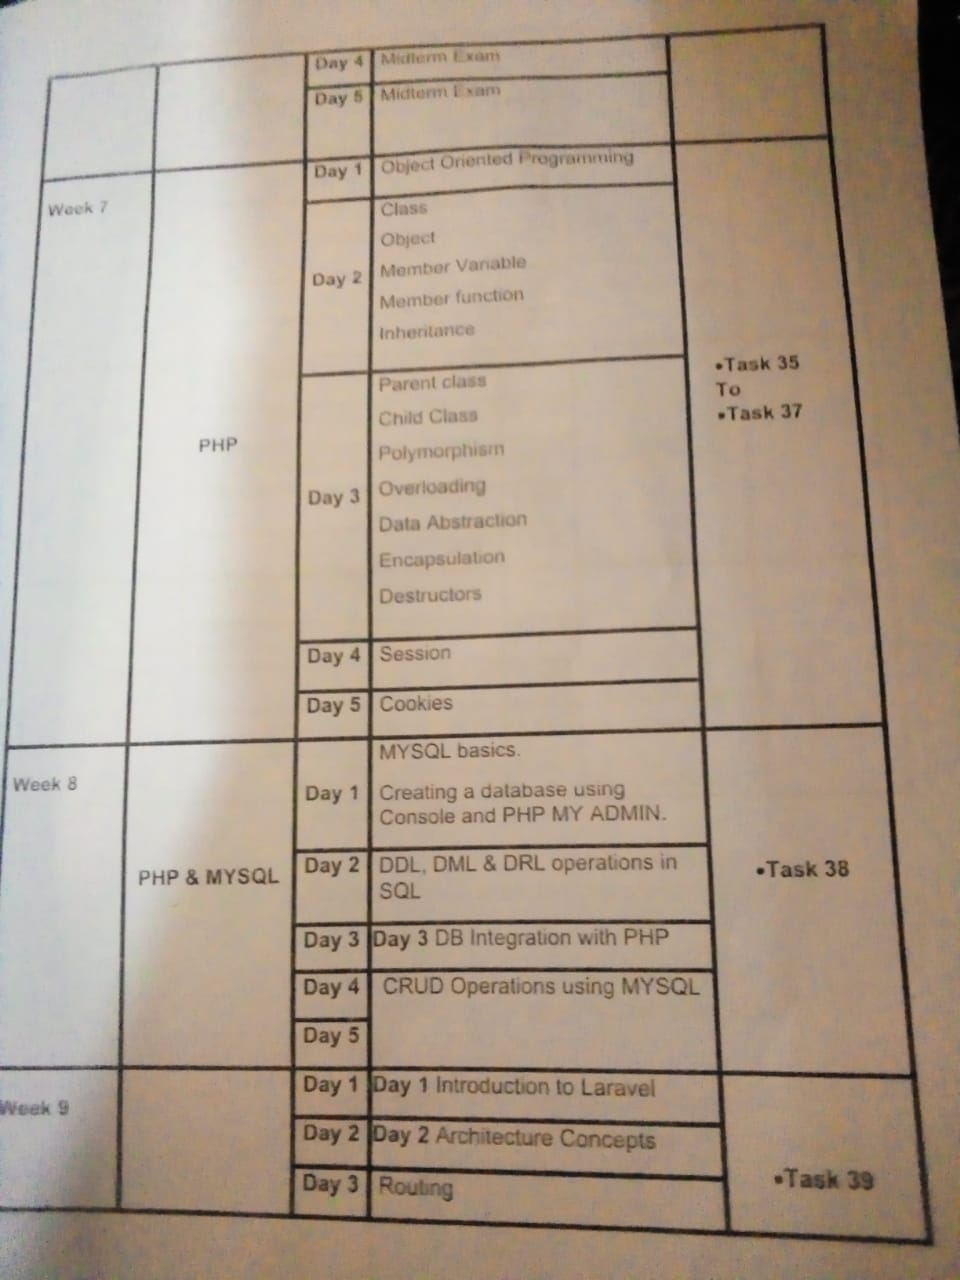 Day 4 Midterm Exam
Day 5 Midterm Exam
Week 7
PHP
Day 1 Object Oriented Programming
Day 2
Class
Object
Member Variable
Member function
Inheritance
Day 3
Parent class
Child Class
Polymorphism
Overloading
Data Abstraction
Encapsulation
Destructors
Day 4 Session
Day 5 Cookies
•Task 35
To
•Task 37
Week 8
PHP & MYSQL
Day 1
MYSQL basics.
Creating a database using
Console and PHP MY ADMIN.
Day 2 DDL, DML & DRL operations in
SQL
Day 3 Day 3 DB Integration with PHP
Day 4 CRUD Operations using MYSQL
Day 5
•Task 38
Week 9
Day 1 Day 1 Introduction to Laravel
Day 2 Day 2 Architecture Concepts
Day 3 Routing
•Task 39